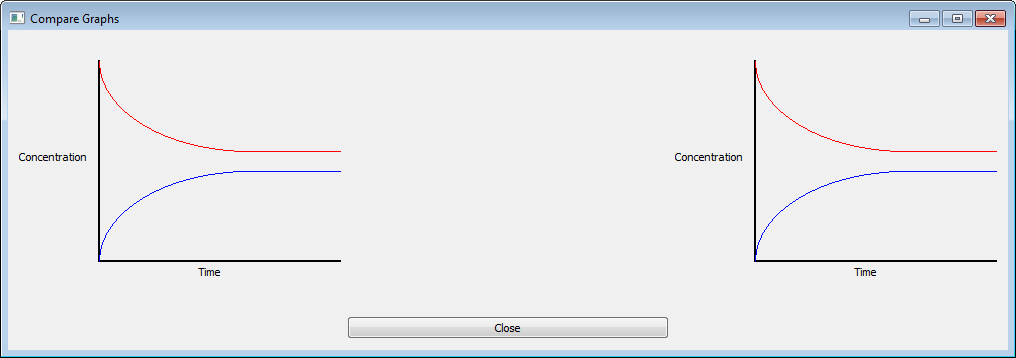 Compare Graphs
Concentration
Time
Concentration
Time
Close